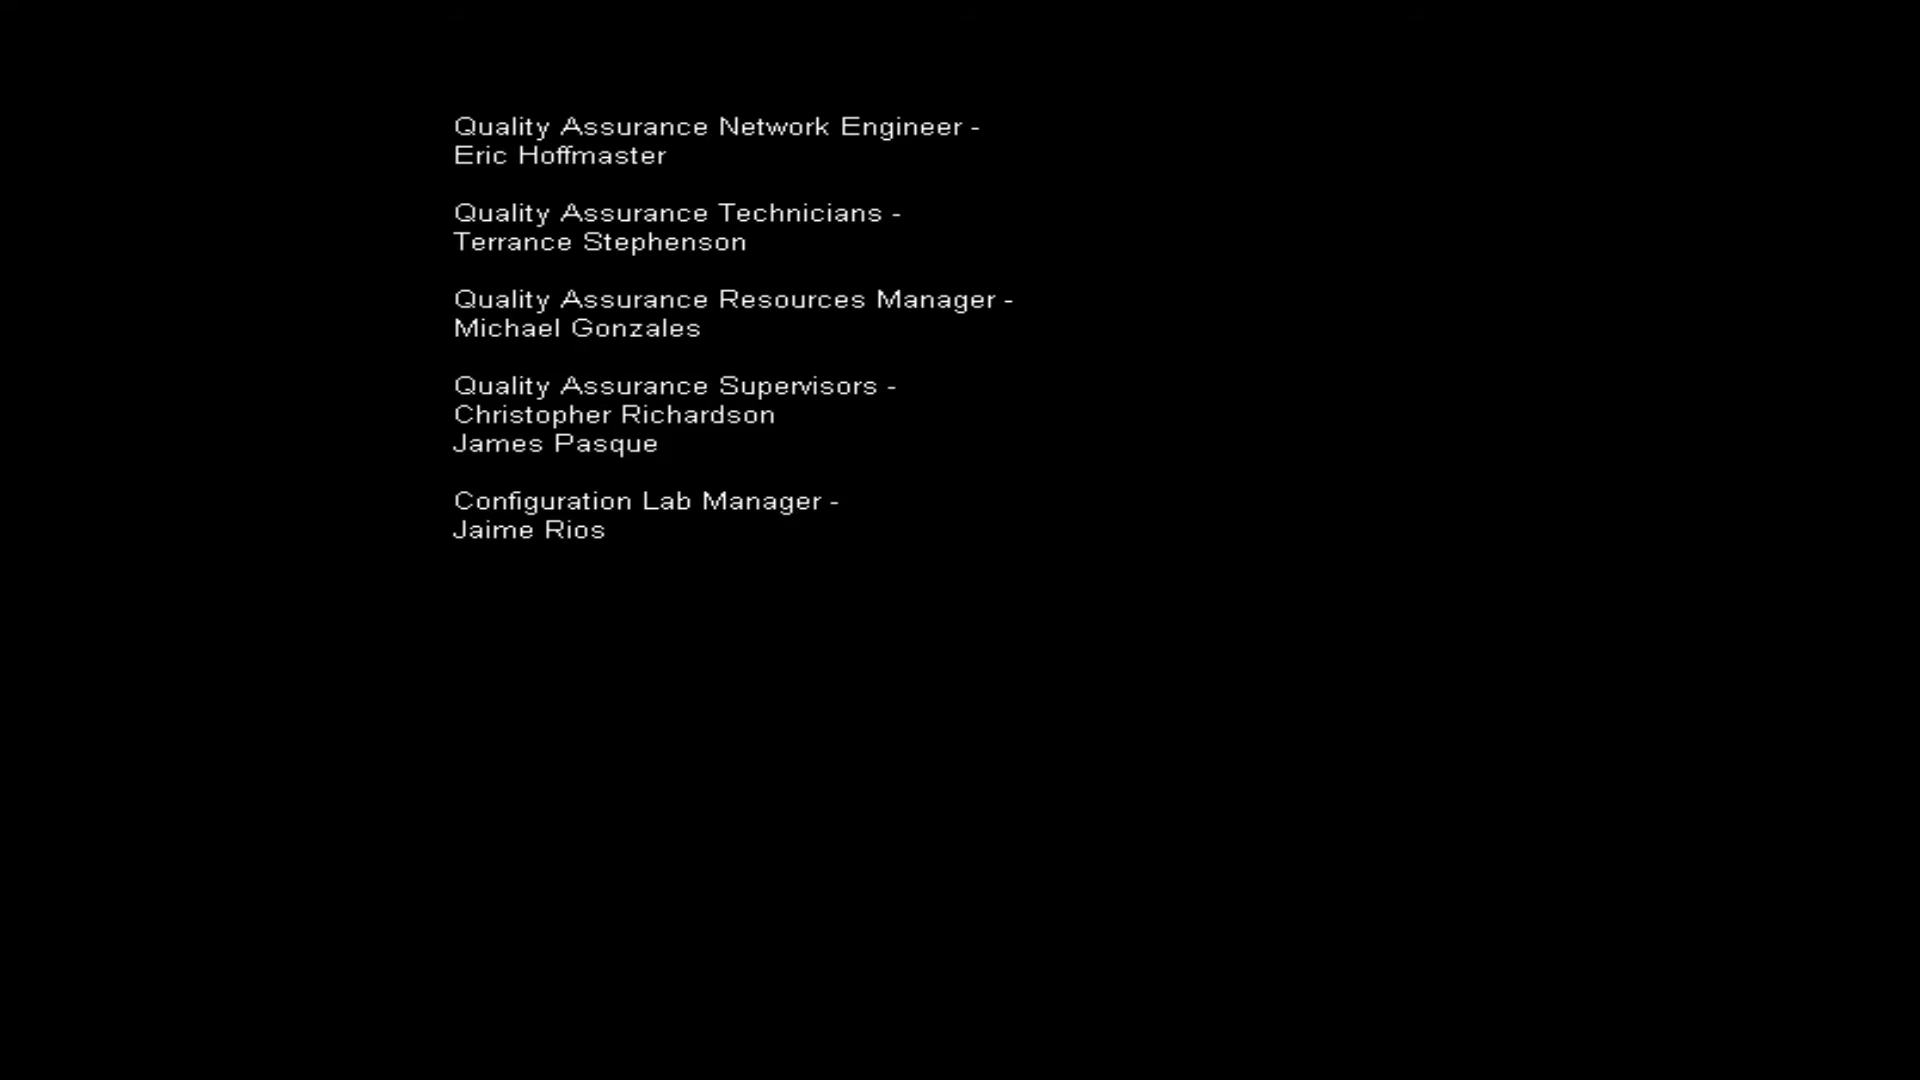 Quality Assurance Network Engineer -
Eric Hoffmaster
Quality Assurance Technicians -
Terrance Stephenson
Quality Assurance Resources Manager -
Michael Gonzales
Quality Assurance Supervisors -
Christopher Richardson
James Pasque
Configuration Lab Manager -
Jaime Rios